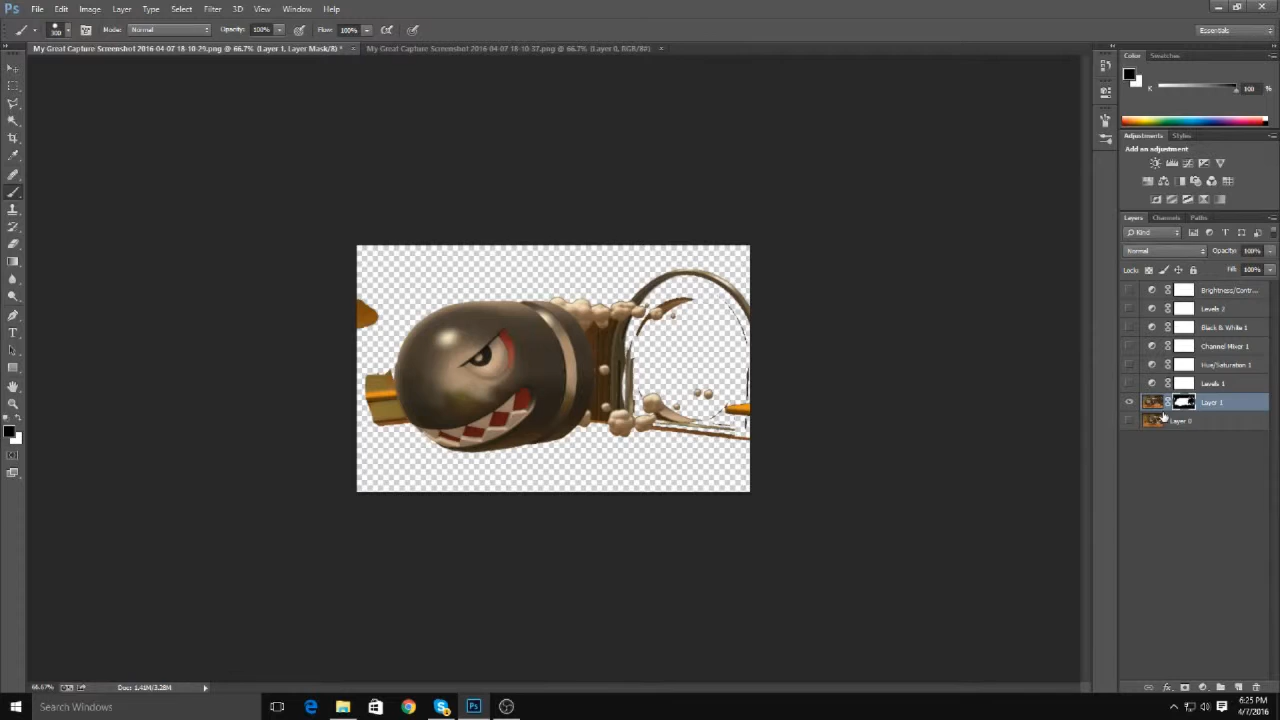 Ps File Edit Image Layer Type Select Filter 3D View Window Help
300 Mode: Normal Opacity: 100% Flow: 100% Essentials
My Great Capture Screenshot 2016-04-07 18-10-29.png @ 66.7% (Layer 1, Layer Mask/8) * × My Great Capture Screenshot 2016-04-07 18-10-37.png @ 66.7% (Layer 0, RGB/8#) ×
Color Swatches
K 100 %
Adjustments Styles
Add an adjustment
Layers Channels Paths
Kind
Normal Opacity: 100%
Lock: Fill: 100%
Brightness/Contr...
Levels 2
Black & White 1
Channel Mixer 1
Hue/Saturation 1
Levels 1
Layer 1
Layer 0
66.67% Doc: 1.41M/3.28M
Search Windows
6:25 PM
4/7/2016